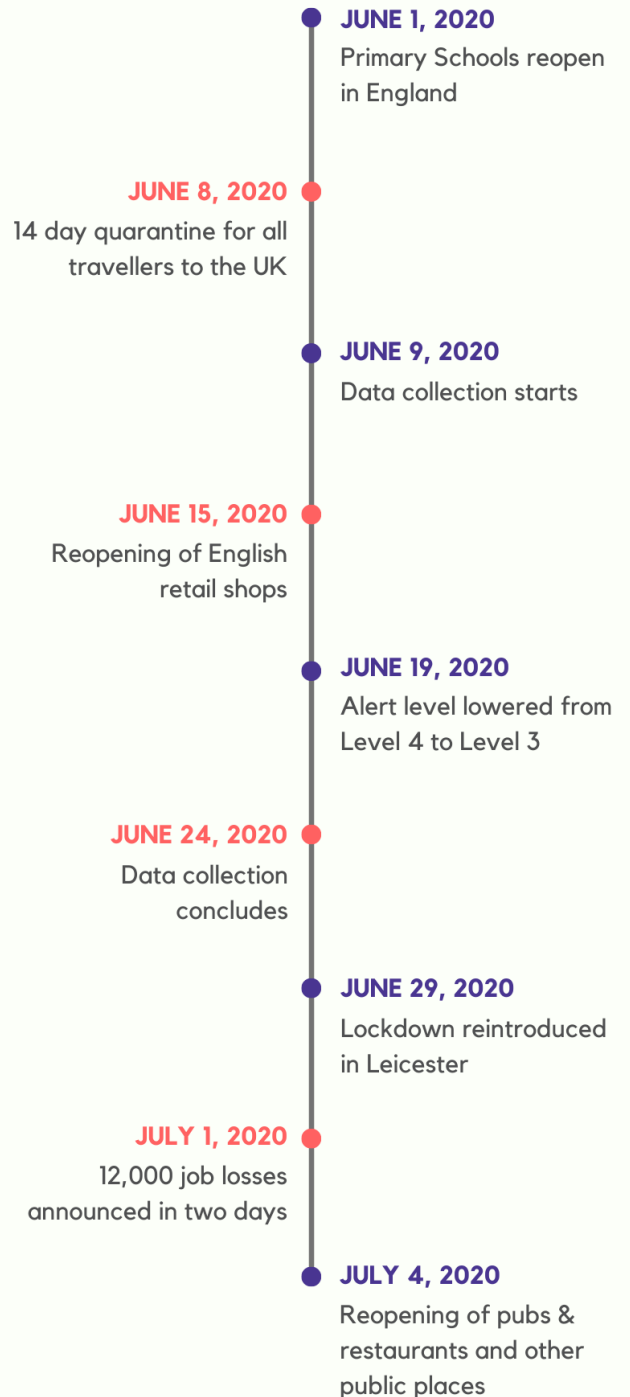 JUNE 1, 2020
Primary Schools reopen
in England
JUNE 8, 2020
14 day quarantine for all
travellers to the UK
JUNE 9, 2020
Data collection starts
JUNE 15, 2020
Reopening of English
retail shops
JUNE 19, 2020
Alert level lowered from
Level 4 to Level 3
JUNE 24, 2020
Data collection
concludes
JUNE 29, 2020
Lockdown reintroduced
in Leicester
JULY 1, 2020
12,000 job losses
announced in two days
JULY 4, 2020
Reopening of pubs &
restaurants and other
public places